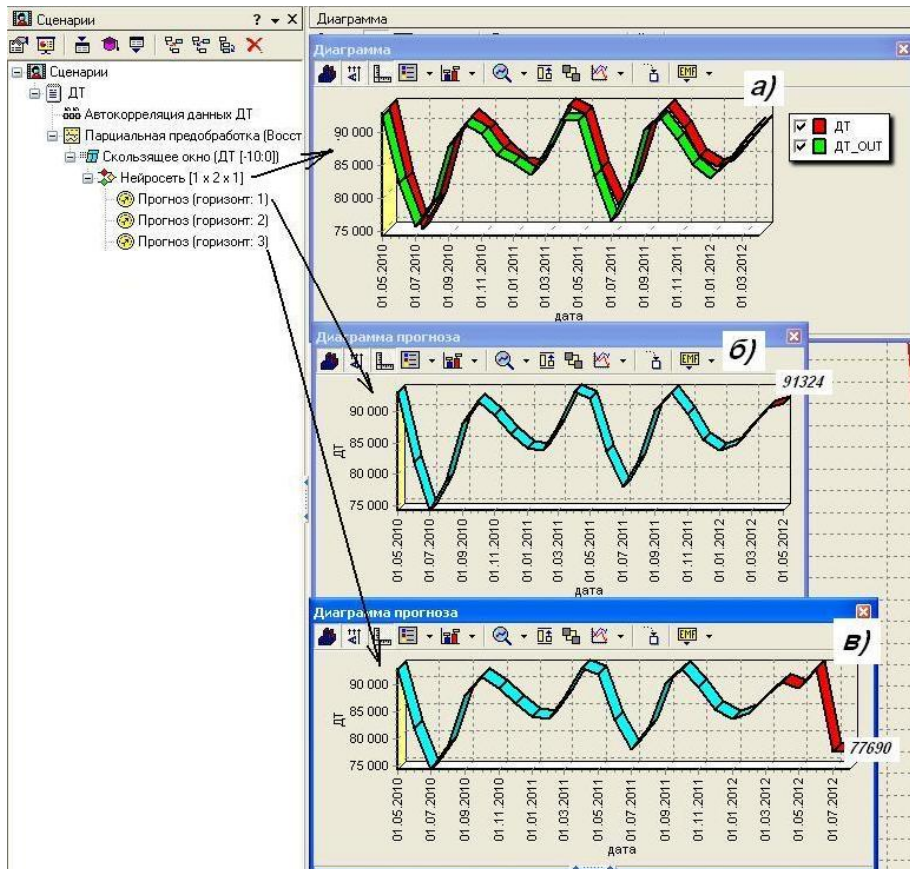 Сценарии
? ▾ X
Сценарии
ДТ
Автокорреляция данных ДТ
Парциальная предобработка (Восст
Скользящее окно (ДТ [-10:0])
Нейросеть [1 x 2 x 1]
Прогноз (горизонт: 1)
Прогноз (горизонт: 2)
Прогноз (горизонт: 3)
Диаграмма
Диаграмма
EMF
а)
90 000
85 000
80 000
75 000
01.05.2010
01.07.2010
01.09.2010
01.11.2010
01.01.2011
01.03.2011
01.05.2011
01.07.2011
01.09.2011
01.11.2011
01.01.2012
01.03.2012
дата
ДТ
ДТ_OUT
Диаграмма прогноза
EMF
б)
91324
ДТ
90 000
85 000
80 000
75 000
01.05.2010
01.07.2010
01.09.2010
01.11.2010
01.01.2011
01.03.2011
01.05.2011
01.07.2011
01.09.2011
01.11.2011
01.01.2012
01.03.2012
01.05.2012
дата
Диаграмма прогноза
EMF
в)
77690
ДТ
90 000
85 000
80 000
75 000
01.05.2010
01.07.2010
01.09.2010
01.11.2010
01.01.2011
01.03.2011
01.05.2011
01.07.2011
01.09.2011
01.11.2011
01.01.2012
01.03.2012
01.05.2012
01.07.2012
дата